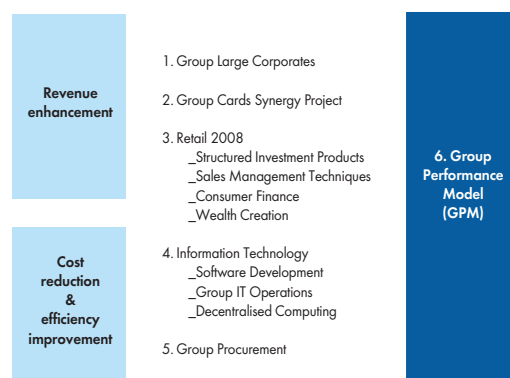 Revenue
enhancement
1. Group Large Corporates
2. Group Cards Synergy Project
3. Retail 2008
_Structured Investment Products
_Sales Management Techniques
_Consumer Finance
_Wealth Creation
Cost
reduction
&
efficiency
improvement
4. Information Technology
_Software Development
_Group IT Operations
_Decentralised Computing
5. Group Procurement
6. Group
Performance
Model
(GPM)